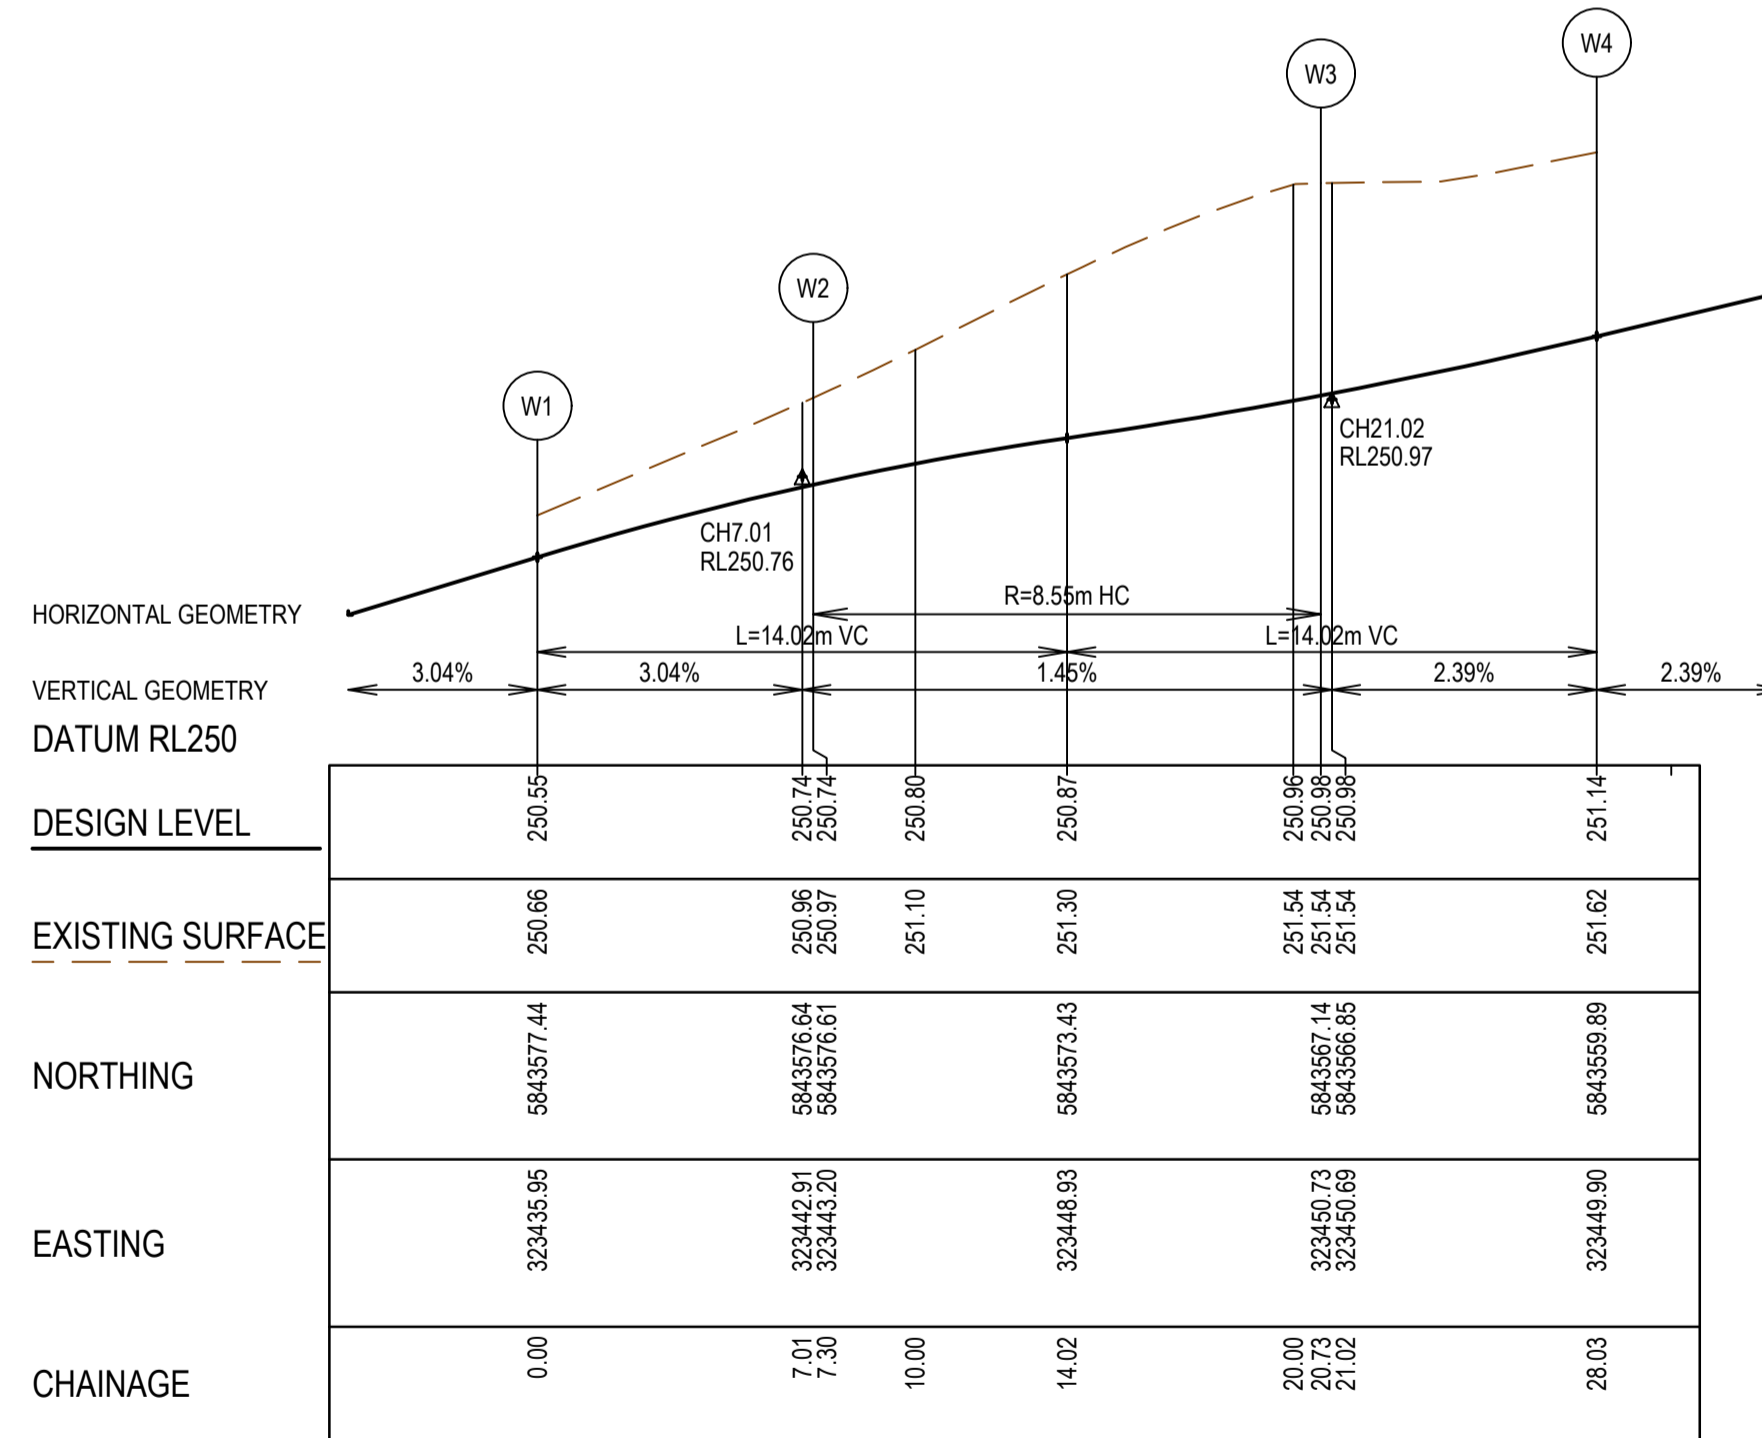 W4
W3
W2
W1
CH21.02
RL250.97
CH7.01
RL250.76
R=8.55m HC
HORIZONTAL GEOMETRY
L=14.02m VC L=14.02m VC
3.04% 3.04% 1.45% 2.39% 2.39%
VERTICAL GEOMETRY
DATUM RL250
DESIGN LEVEL 250.55 250.74 250.74 250.80 250.87 250.96 250.98 250.98 251.14
EXISTING SURFACE 250.66 250.96 250.97 251.10 251.30 251.54 251.54 251.54 251.62
NORTHING 5843577.44 5843576.64 5843576.61 5843573.43 5843567.14 5843566.85 5843559.89
EASTING 323435.95 323442.91 323443.20 323448.93 323450.73 323450.69 323449.90
CHAINAGE 0.00 7.01 7.30 10.00 14.02 20.00 20.73 21.02 28.03